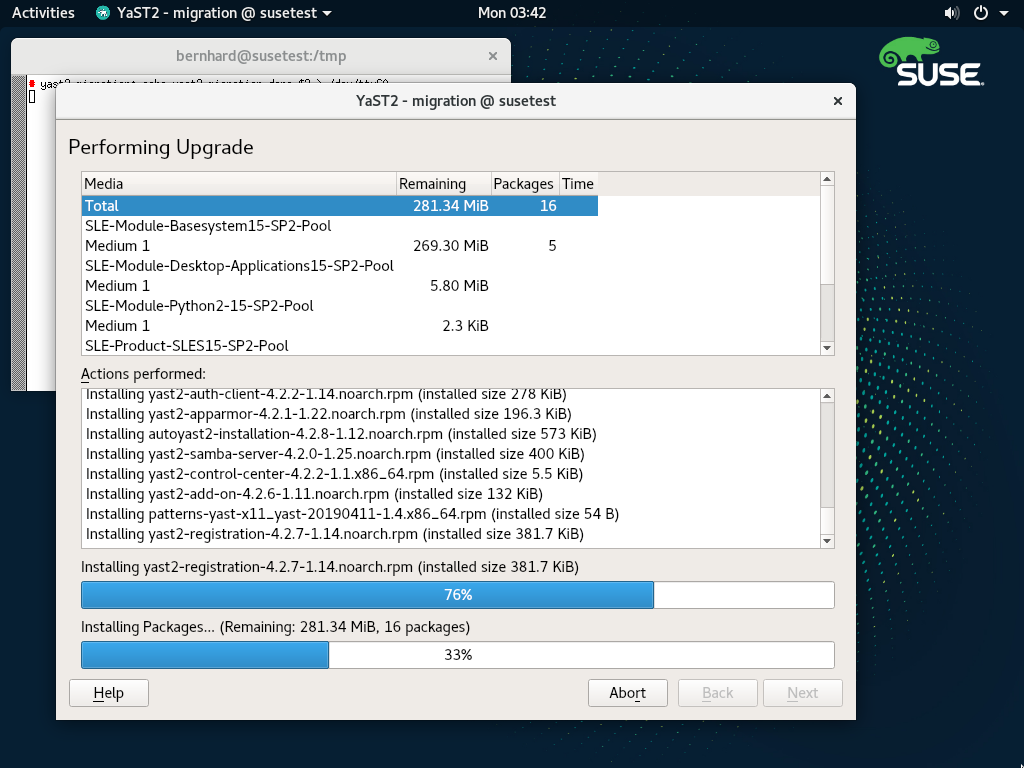 Activities YaST2 - migration @ susetest Mon 03:42
bernhard@susetest:/tmp
SUSE
YaST2 - migration @ susetest
Performing Upgrade
Media Remaining Packages Time
Total 281.34 MiB 16
SLE-Module-Basesystem15-SP2-Pool
Medium 1 269.30 MiB 5
SLE-Module-Desktop-Applications15-SP2-Pool
Medium 1 5.80 MiB
SLE-Module-Python2-15-SP2-Pool
Medium 1 2.3 KiB
SLE-Product-SLES15-SP2-Pool
Actions performed:
Installing yast2-auth-client-4.2.2-1.14.noarch.rpm (installed size 278 KiB)
Installing yast2-apparmor-4.2.1-1.22.noarch.rpm (installed size 196.3 KiB)
Installing autoyast2-installation-4.2.8-1.12.noarch.rpm (installed size 573 KiB)
Installing yast2-samba-server-4.2.0-1.25.noarch.rpm (installed size 400 KiB)
Installing yast2-control-center-4.2.2-1.1.x86_64.rpm (installed size 5.5 KiB)
Installing yast2-add-on-4.2.6-1.11.noarch.rpm (installed size 132 KiB)
Installing patterns-yast-x11_yast-20190411-1.4.x86_64.rpm (installed size 54 B)
Installing yast2-registration-4.2.7-1.14.noarch.rpm (installed size 381.7 KiB)
Installing yast2-registration-4.2.7-1.14.noarch.rpm (installed size 381.7 KiB)
76%
Installing Packages... (Remaining: 281.34 MiB, 16 packages)
33%
Help Abort Back Next